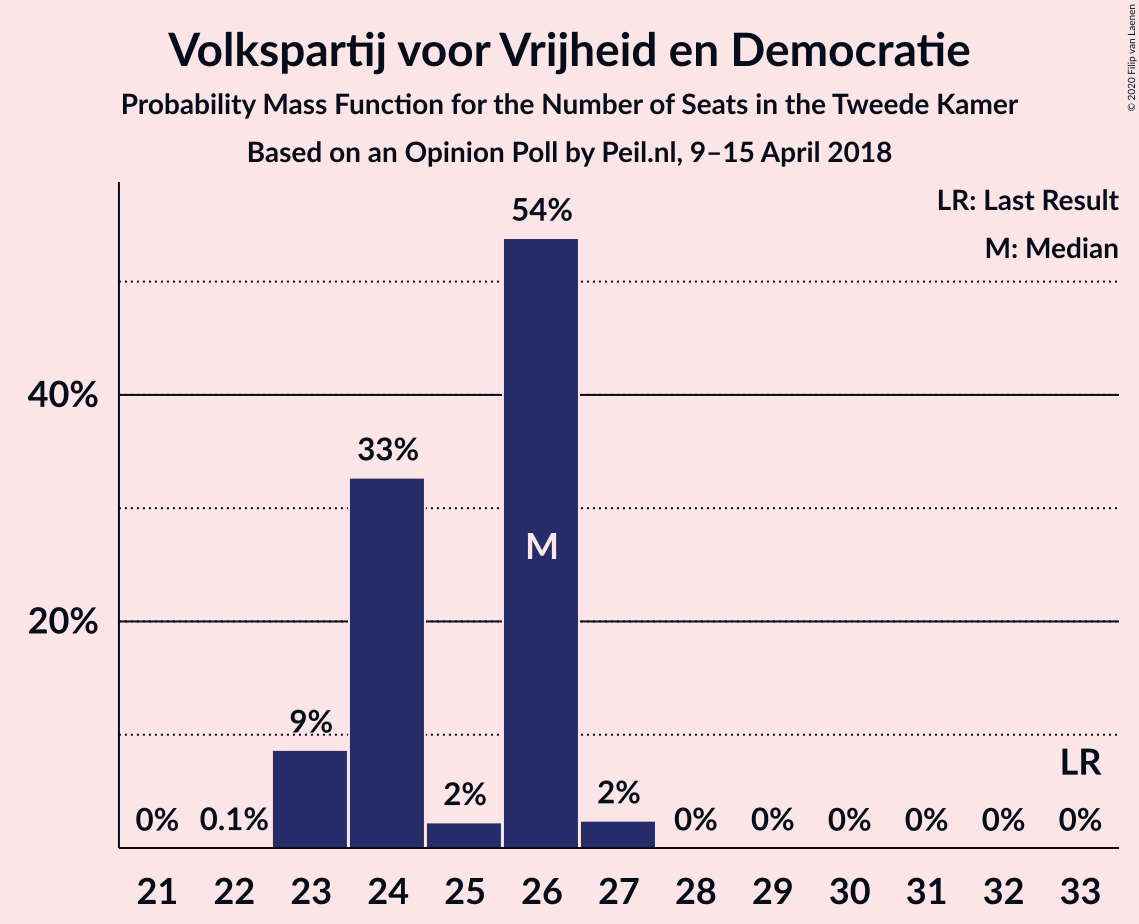 Volkspartij voor Vrijheid en Democratie
Probability Mass Function for the Number of Seats in the Tweede Kamer
Based on an Opinion Poll by Peil.nl, 9–15 April 2018
© 2020 Filip van Laenen
LR: Last Result
M: Median
54%
40%
33%
M
20%
9%
LR
0% 0.1% 2% 2% 0% 0% 0% 0% 0% 0%
21 22 23 24 25 26 27 28 29 30 31 32 33